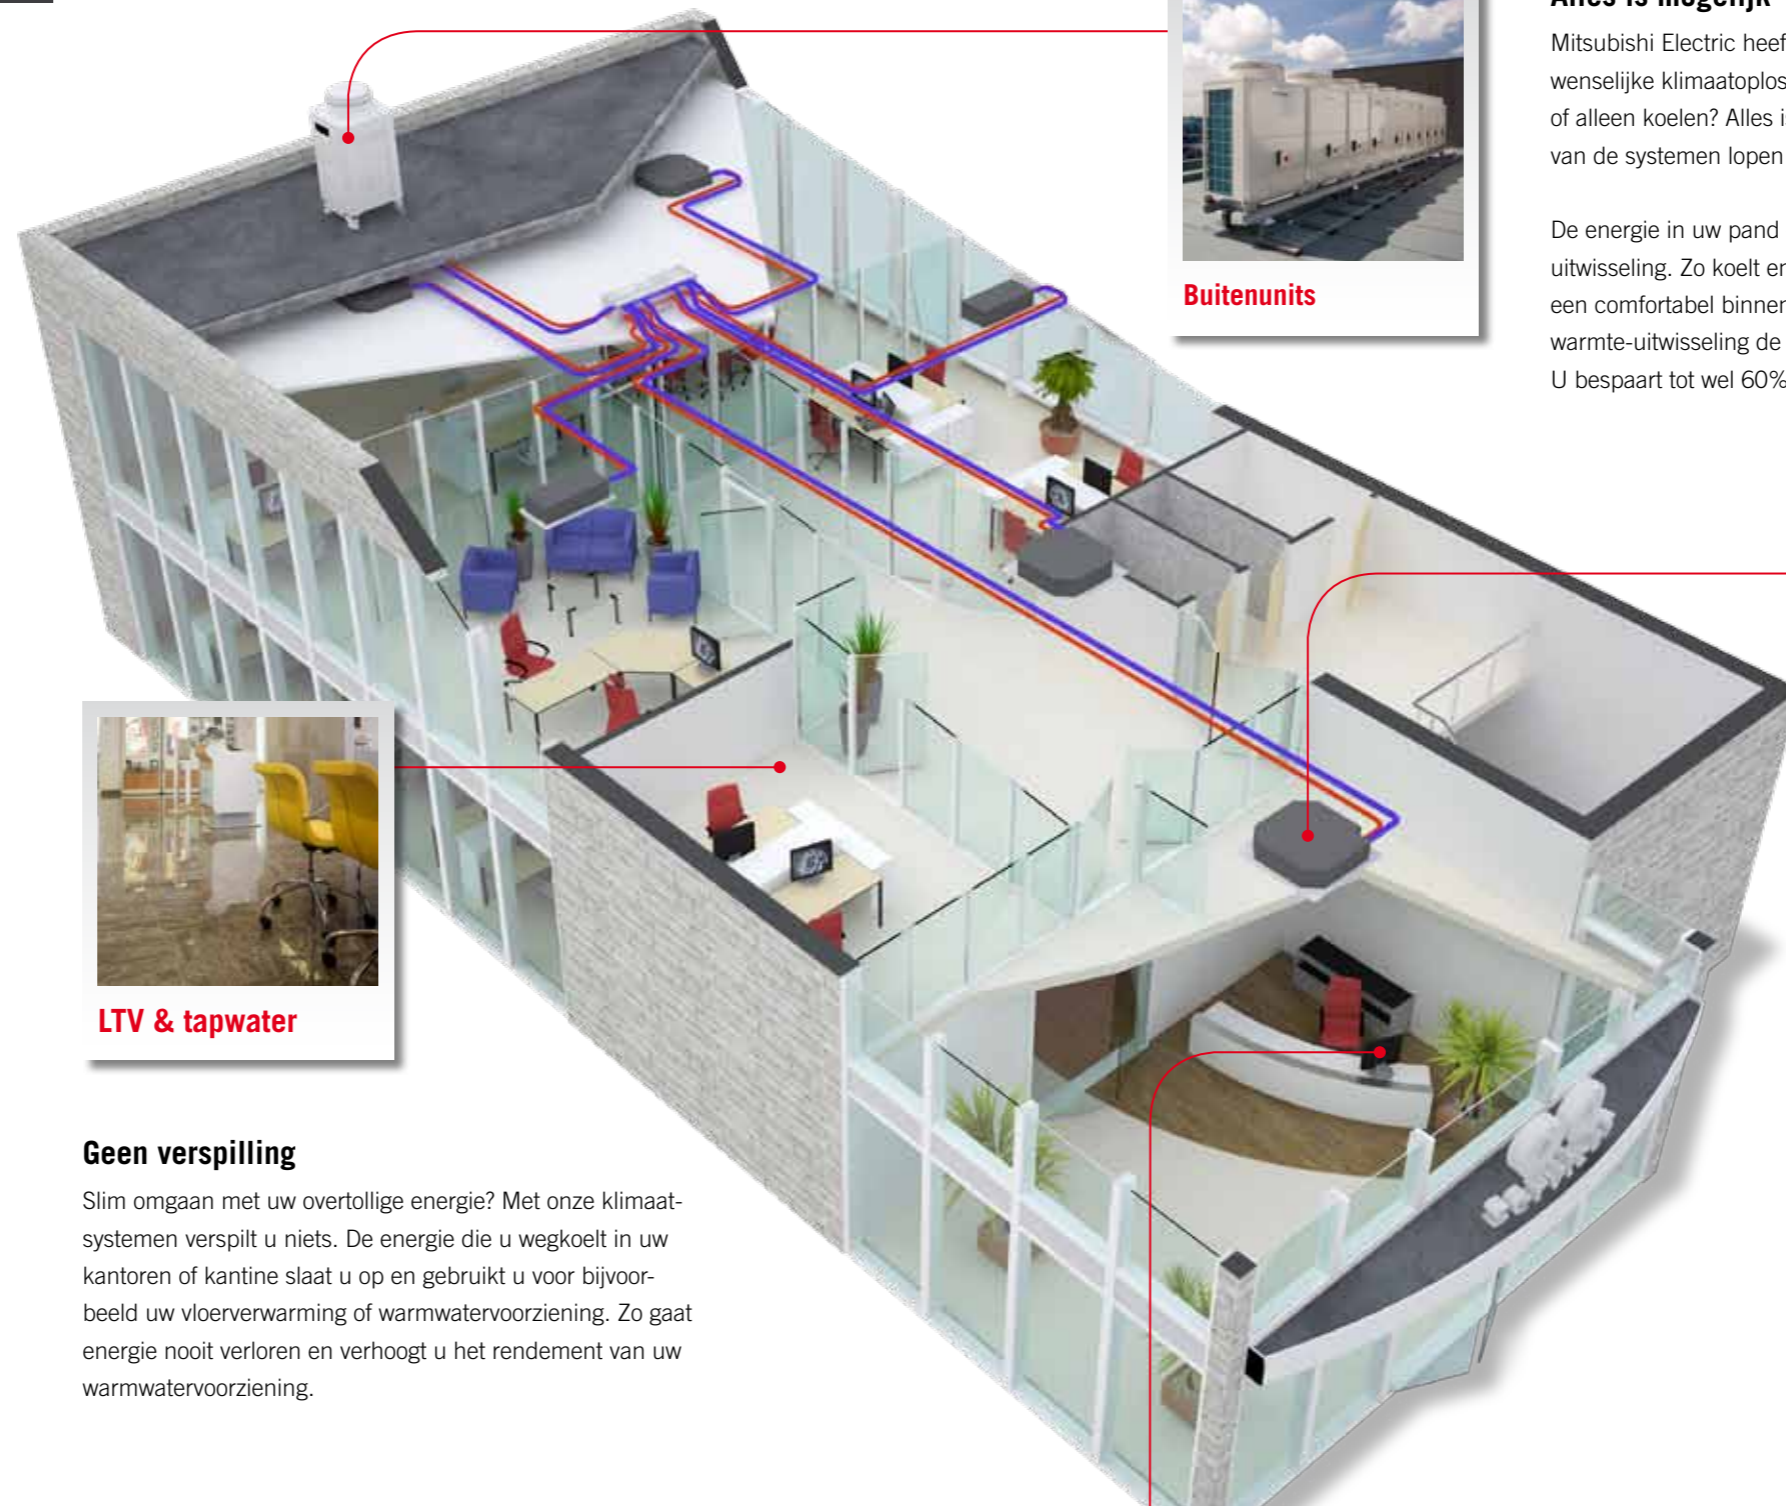 Alles is mogelijk
Mitsubishi Electric
wenselijke
of alleen koelen? Alles
van de systemen lopen
De energie in uw pand
uitwisseling. Zo koelt
een comfortabel
warmte-uitwisseling de
U bespaart tot wel 60%
Buitenunits
LTV & tapwater
Geen verspilling
Slim omgaan met uw overtollige energie? Met onze klimaat-
systemen verspilt u niets. De energie die u wegkoelt in uw
kantoren of kantine slaat u op en gebruikt u voor bijvoor-
beeld uw vloerverwarming of warmwatervoorziening. Zo gaat
energie nooit verloren en verhoogt u het rendement van uw
warmwatervoorziening.